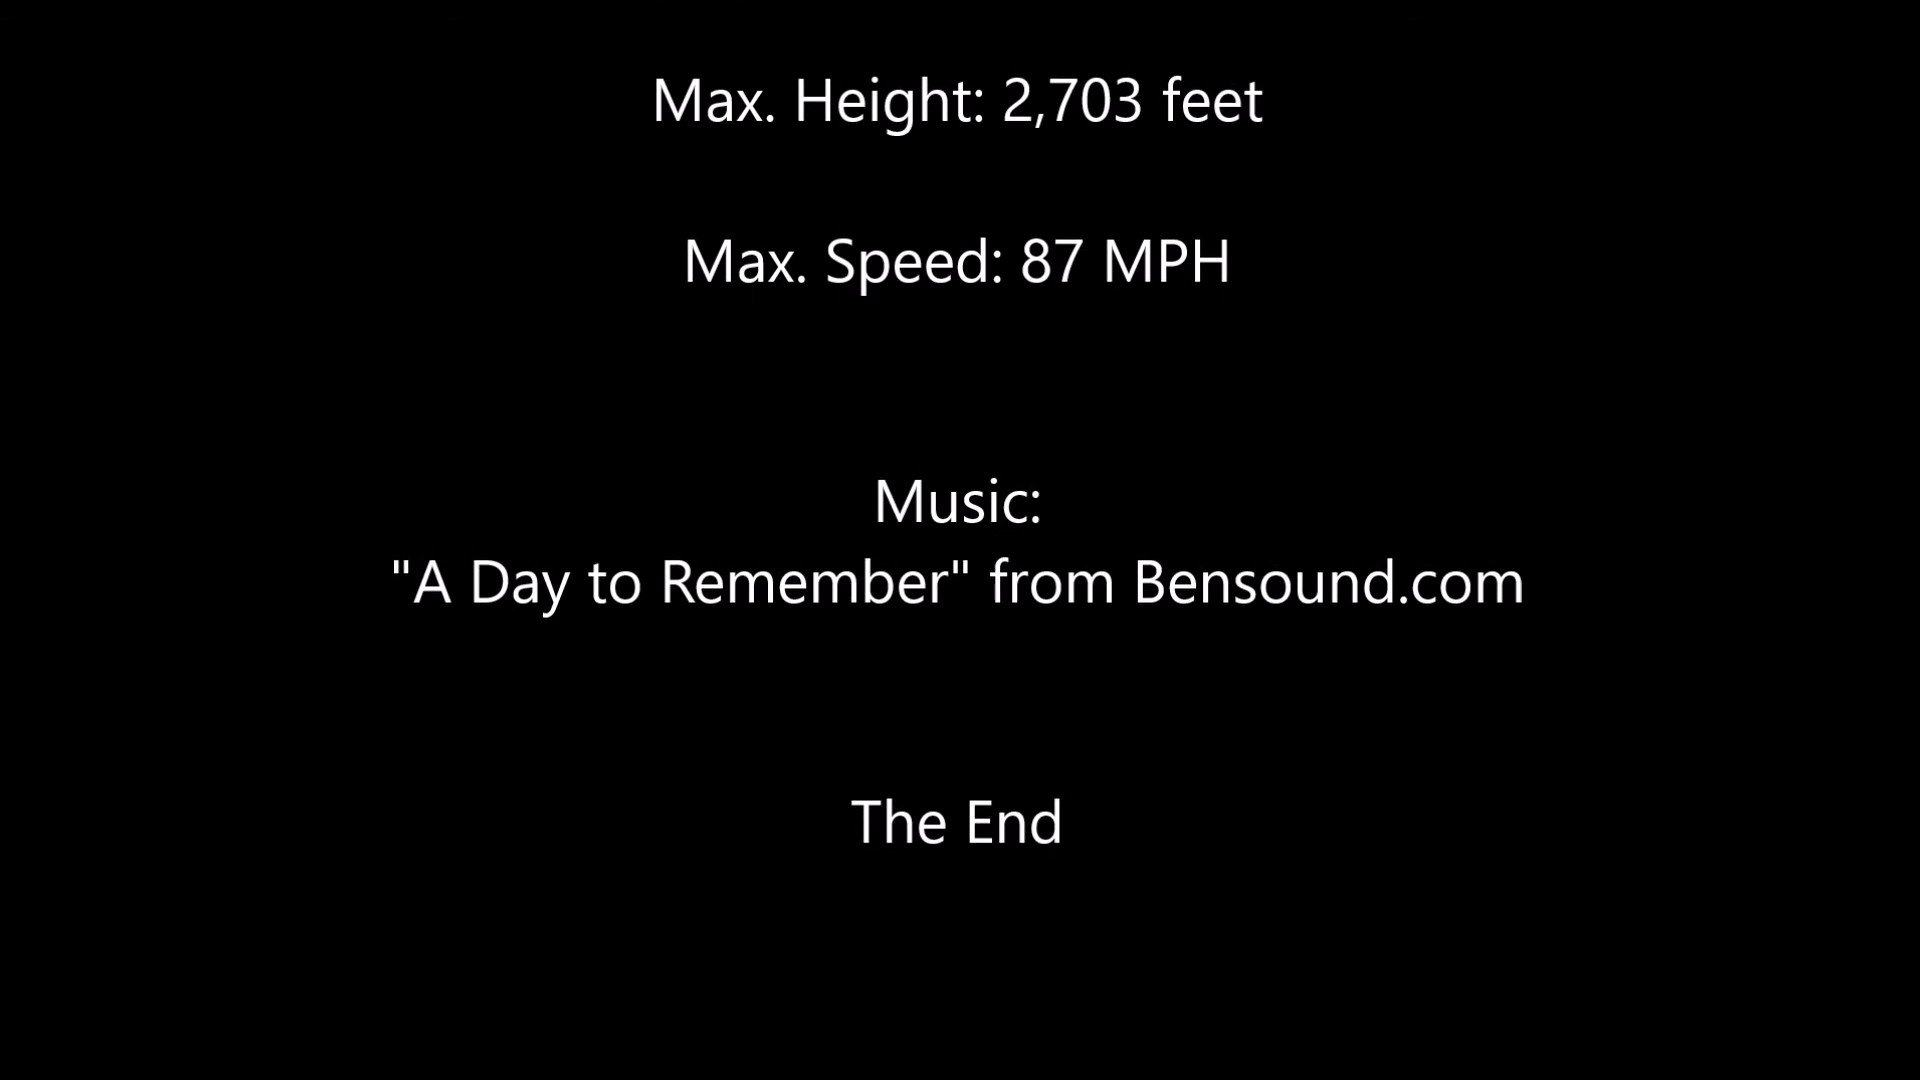 Max. Height: 2,703 feet
Max. Speed: 87 MPH
Music:
"A Day to Remember" from Bensound.com
The End